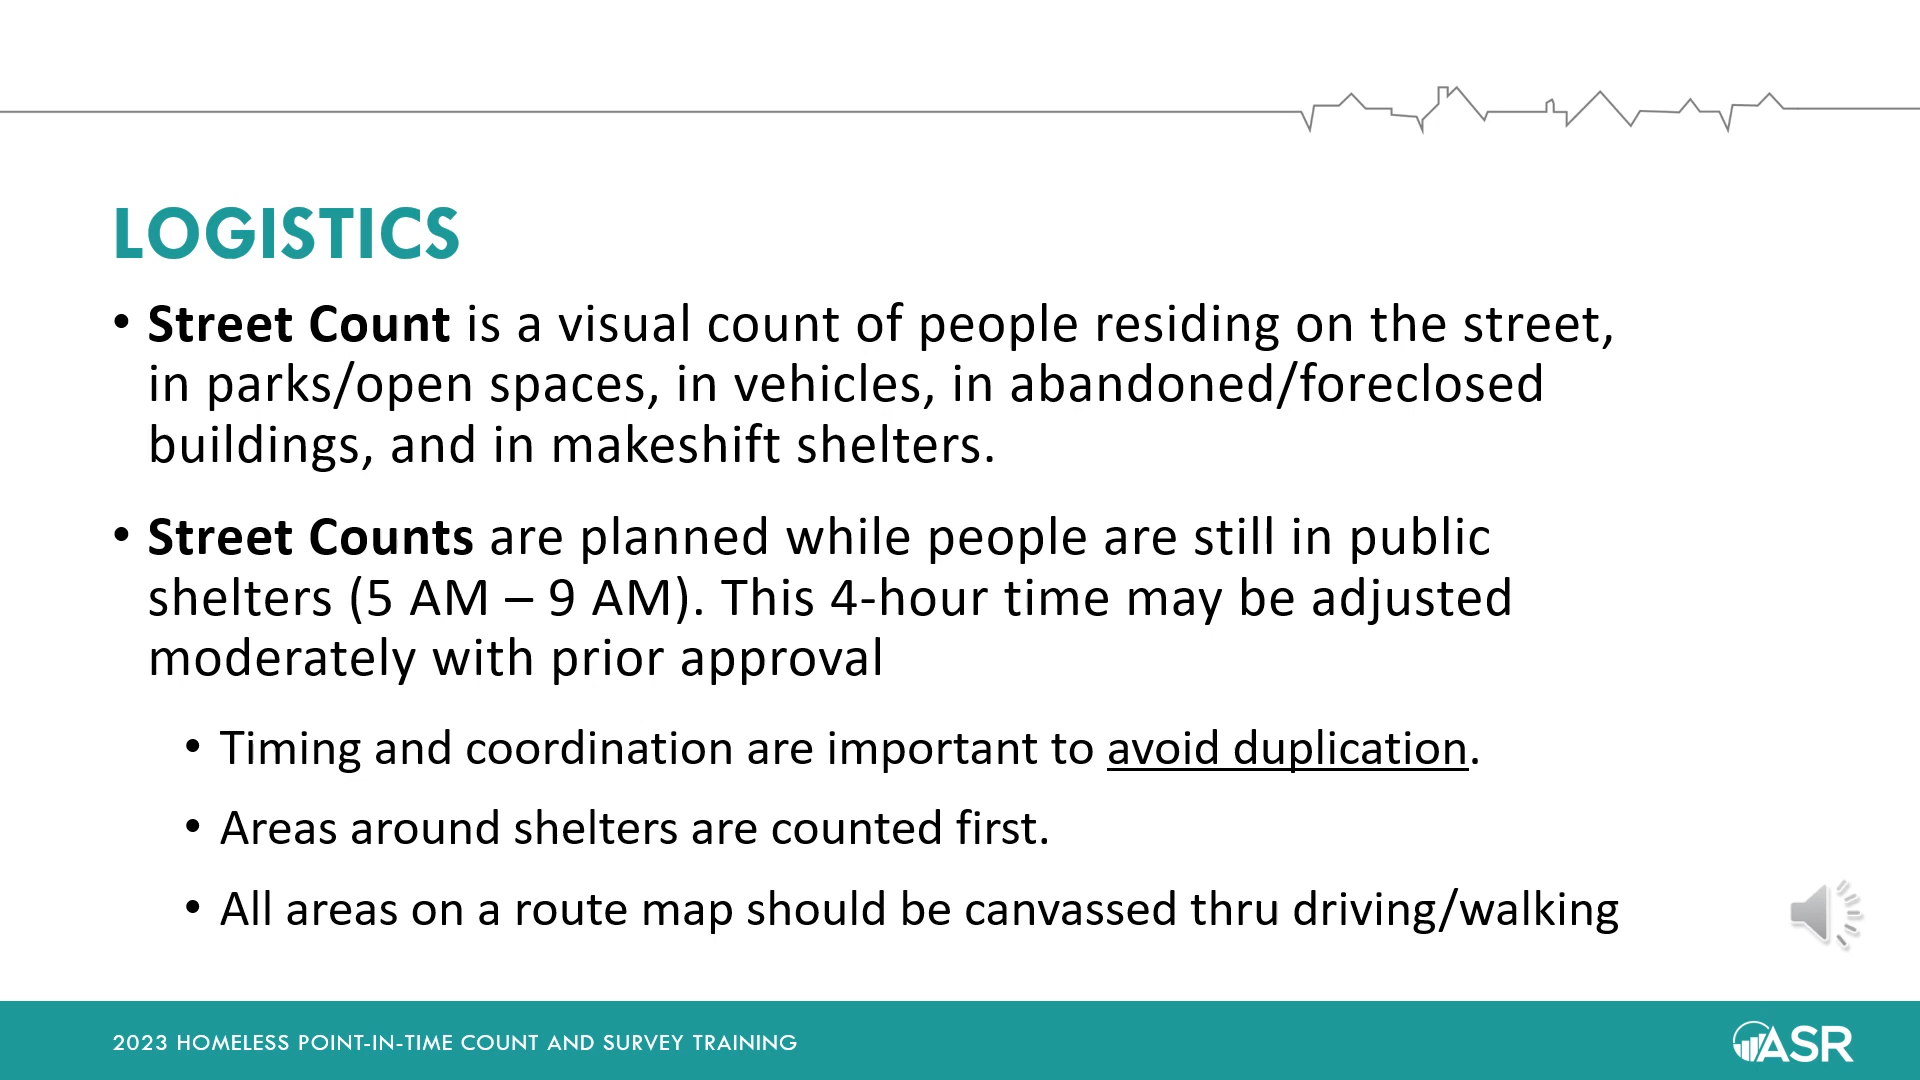 LOGISTICS
• Street Count is a visual count of people residing on the street,
in parks/open spaces, in vehicles, in abandoned/foreclosed
buildings, and in makeshift shelters.
• Street Counts are planned while people are still in public
shelters (5 AM – 9 AM). This 4-hour time may be adjusted
moderately with prior approval
• Timing and coordination are important to avoid duplication.
• Areas around shelters are counted first.
• All areas on a route map should be canvassed thru driving/walking
2023 HOMELESS POINT-IN-TIME COUNT AND SURVEY TRAINING
ASR